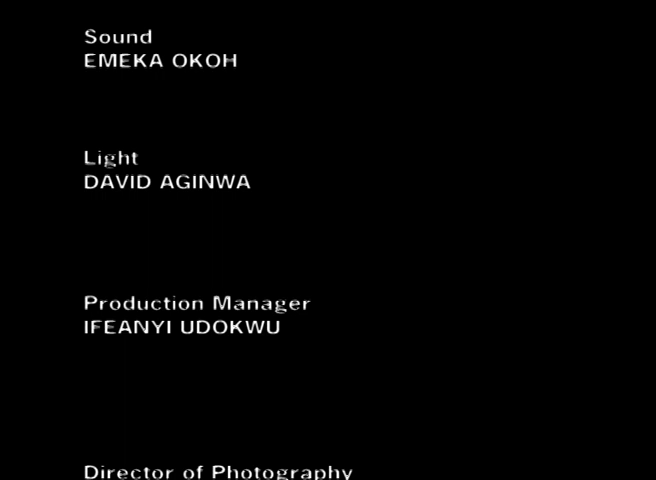 Sound
EMEKA OKOH
Light
DAVID AGINWA
Production Manager
IFEANYI UDOKWU
Director of Photography